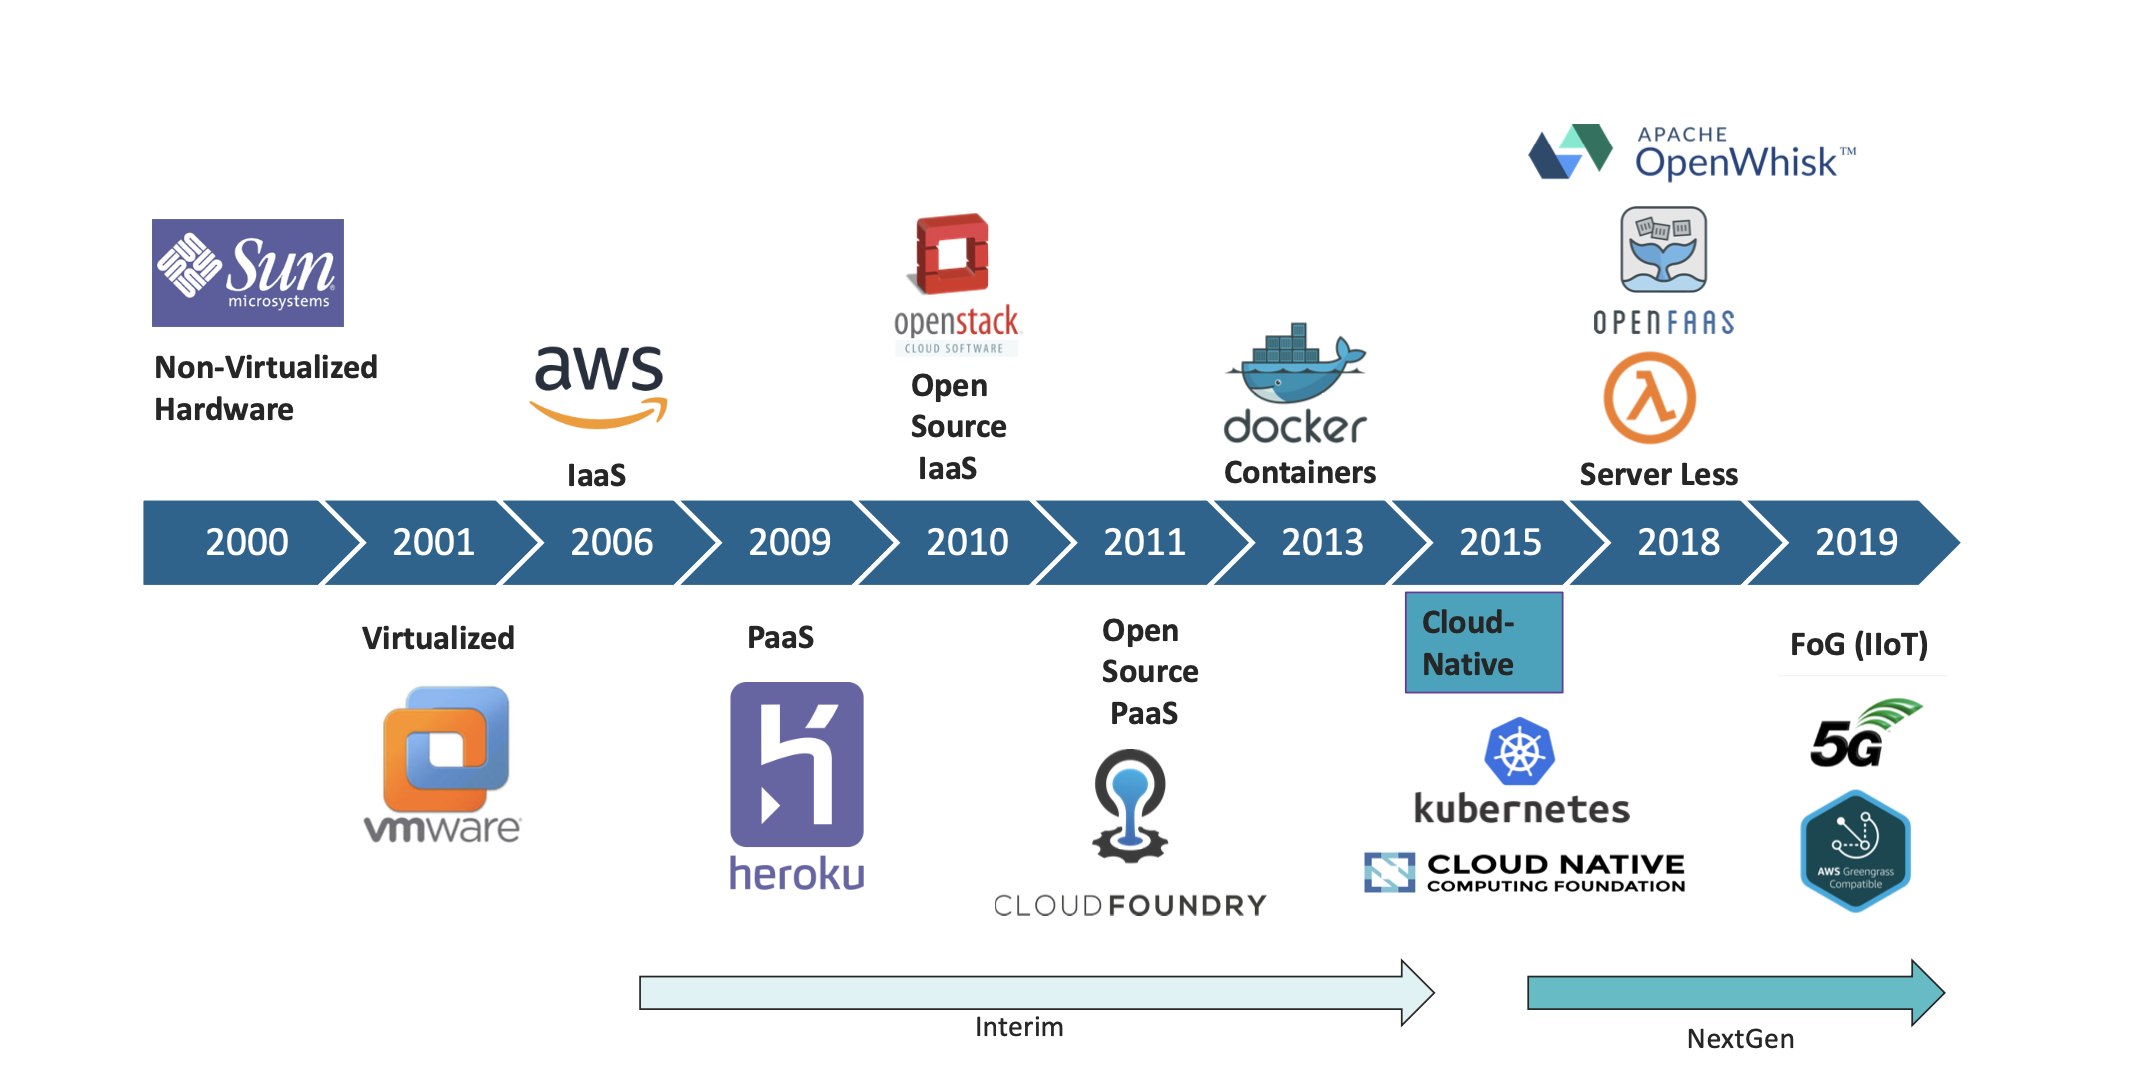 APACHE
OpenWhisk™
Sun
microsystems
openstack
CLOUD SOFTWARE
OPENFAAS
Non-Virtualized
Hardware
aws
Open
Source
IaaS
docker
IaaS
Containers
Server Less
2000
2001
2006
2009
2010
2011
2013
2015
2018
2019
Virtualized
PaaS
Open
Source
PaaS
Cloud-
Native
FoG (IIoT)
vmware
heroku
CLOUDFOUNDRY
kubernetes
CLOUD NATIVE
COMPUTING FOUNDATION
5G
AWS Greengrass
Compatible
Interim
NextGen